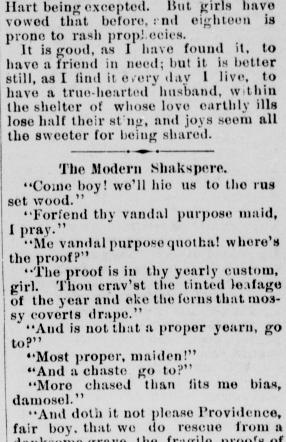 Hart being excepted. But girls have
vowed that before, and eighteen is
prone to rash prophecies.
It is good, as I have found it, to
have a friend in need; but it is better
still, as I find it every day I live, to
have a true-hearted husband, within
the shelter of whose love earthly ills
lose half their sting, and joys seem all
the sweeter for being shared.
The Modern Shakspere.
"Come boy! we'll hie us to the rus
set wood."
"Forfend thy vandal purpose maid,
I pray."
"Me vandal purpose quotha! where's
the proof?"
"The proof is in thy yearly custom,
girl. Thou crav'st the tinted leafage
of the year and eke the ferns that mos-
sy coverts drape."
"And is not that a proper yearn, go
to?"
"Most proper, maiden!"
"And a chaste go to?"
"More chased than fits me bias,
damosel."
"And doth it not please Providence,
fair boy, that we do rescue from a
the fragile proofs of